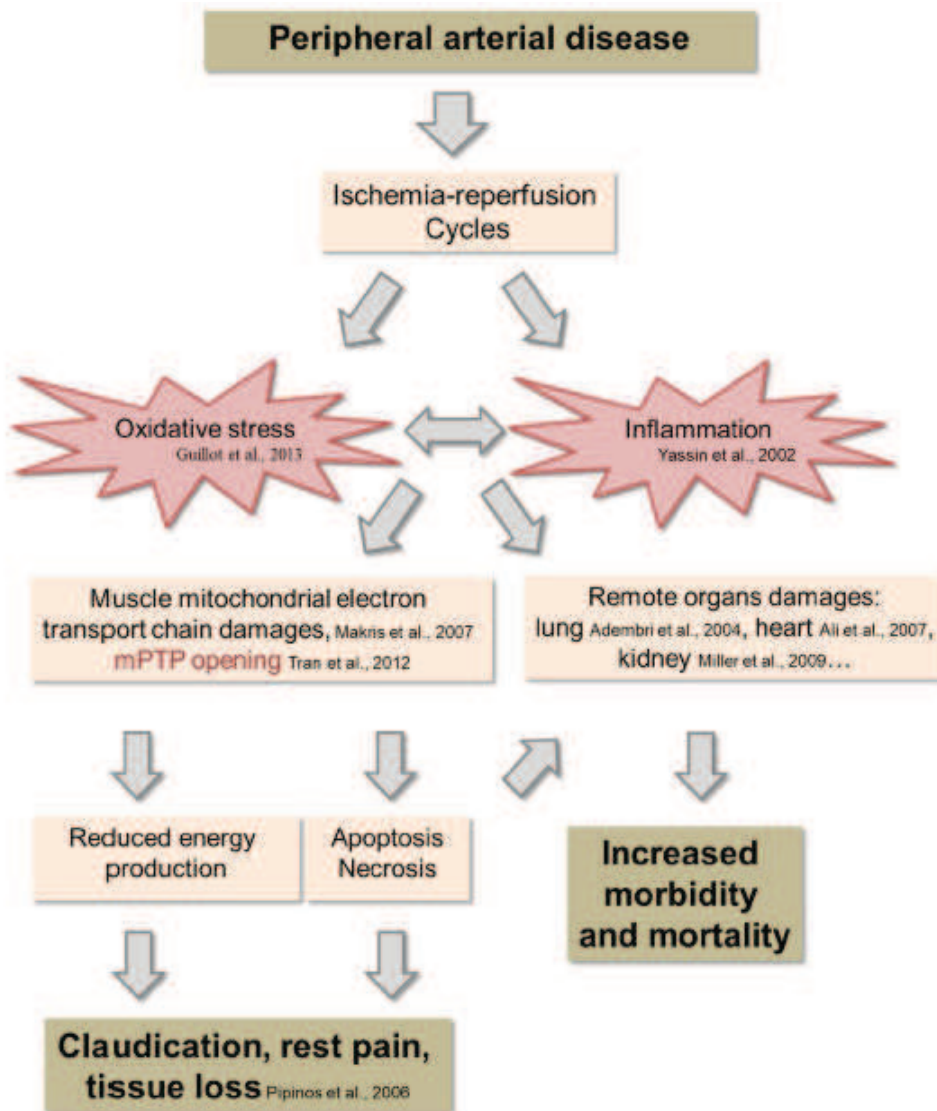 Peripheral arterial disease
Ischemia-reperfusion
Cycles
Oxidative stress
Guillot et al., 2013
Inflammation
Yassin et al., 2002
Muscle mitochondrial electron
transport chain damages, Makris et al., 2007
mPTP opening Tran et al., 2012
Remote organs damages:
lung Adembri et al., 2004, heart Ali et al., 2007,
kidney Miller et al., 2009...
Reduced energy
production
Apoptosis
Necrosis
Increased
morbidity
and mortality
Claudication, rest pain,
tissue loss Pipinos et al., 2006